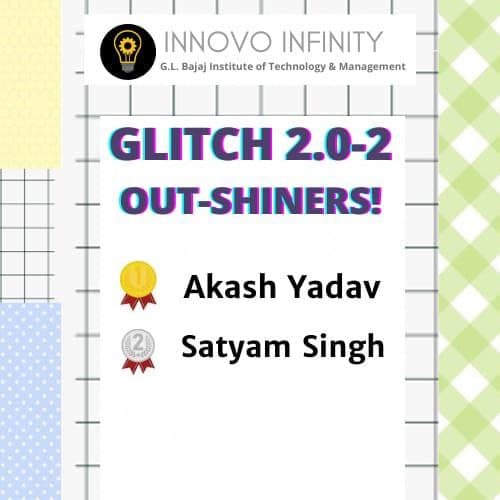 INNOVO INFINITY
G.L. Bajaj Institute of Technology & Management
GLITCH 2.0-2
OUT-SHINERS!
1 Akash Yadav
2 Satyam Singh